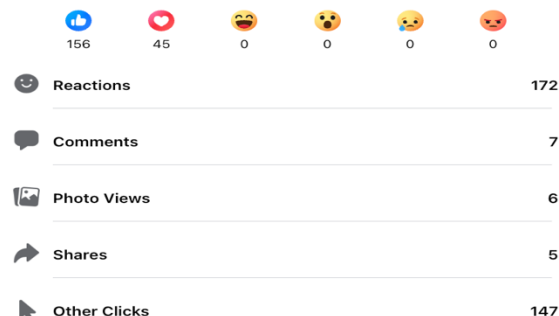 156 45 0 0 0 0
Reactions 172
Comments 7
Photo Views 6
Shares 5
Other Clicks 147